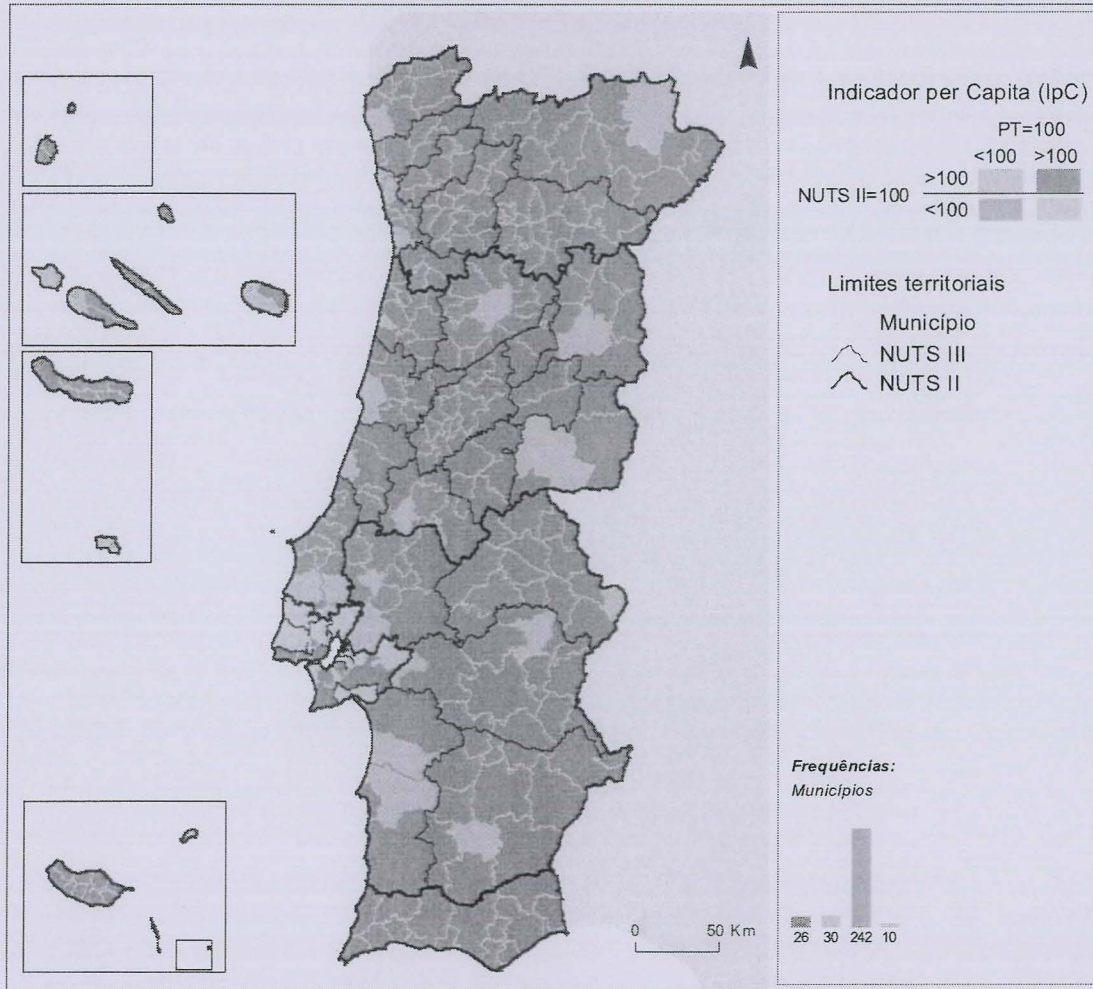 Indicador per Capita (IpC)
PT=100
<100 >100
>100
NUTS II=100
<100
Limites territoriais
Município
NUTS III
NUTS II
Frequências:
Municípios
26 30 242 10
0 50 Km